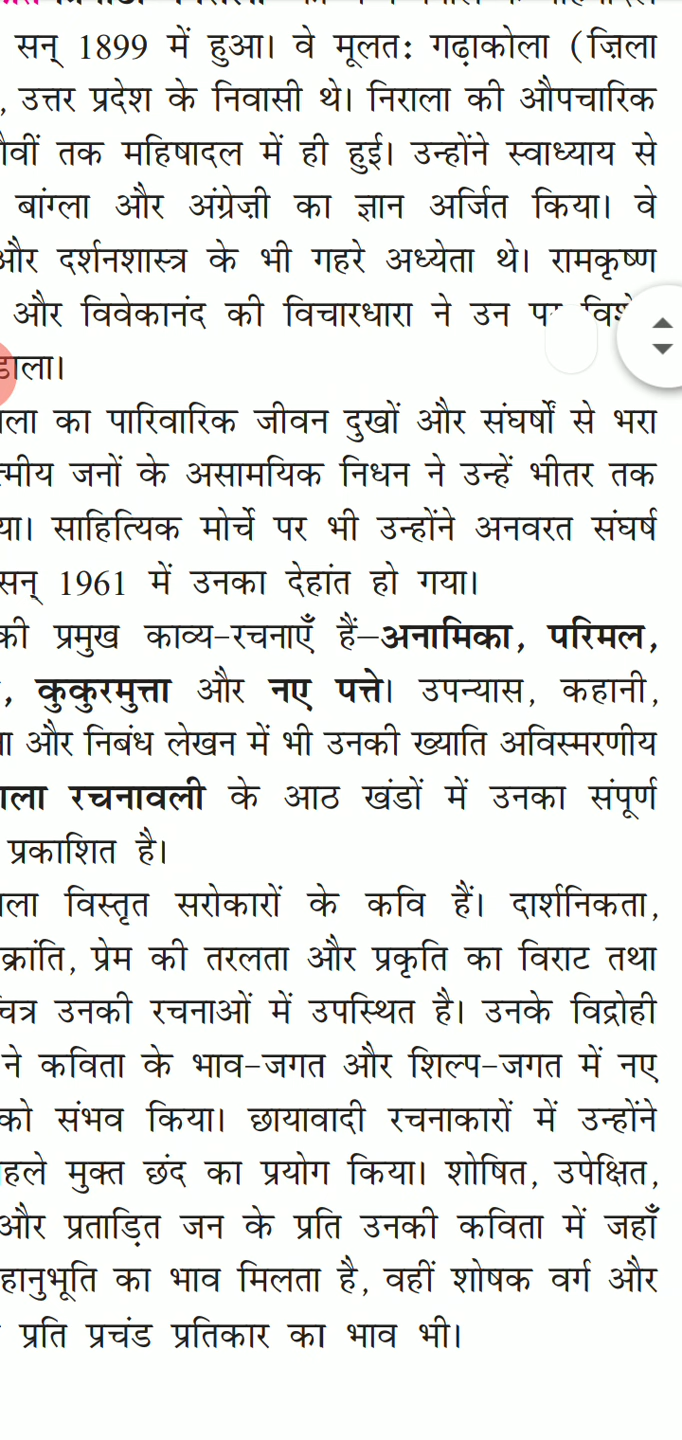 सन् 1899 में हुआ। वे मूलत: गढ़ाकोला (ज़िला
, उत्तर प्रदेश के निवासी थे। निराला की औपचारिक
तक महिषादल में ही हुई। उन्होंने स्वाध्याय से
बांग्ला और अंग्रेज़ी का ज्ञान अर्जित किया। वे
और दर्शनशास्त्र के भी गहरे अध्येता थे। रामकृष्ण
और विवेकानंद की विचारधारा ने उन
डाला।
का पारिवारिक जीवन दुखों और संघर्षों से भरा
जनों के असामयिक निधन ने उन्हें भीतर तक
या। साहित्यिक मोर्चे पर भी उन्होंने अनवरत संघर्ष
सन् 1961 में उनका देहांत हो गया।
की प्रमुख काव्य-रचनाएँ हैं—अनामिका, परिमल,
, कुकुरमुत्ता और नए पत्ते। उपन्यास, कहानी,
और निबंध लेखन में भी उनकी ख्याति अविस्मरणीय
ला रचनावली के आठ खंडों में उनका संपूर्ण
प्रकाशित है।
ला विस्तृत सरोकारों के कवि हैं। दार्शनिकता,
क्रांति, प्रेम की तरलता और प्रकृति का विराट तथा
चित्र उनकी रचनाओं में उपस्थित है। उनके विद्रोही
ने कविता के भाव-जगत और शिल्प-जगत में नए
को संभव किया। छायावादी रचनाकारों में उन्होंने
हले मुक्त छंद का प्रयोग किया। शोषित, उपेक्षित,
और प्रताड़ित जन के प्रति उनकी कविता में जहाँ
हानुभूति का भाव मिलता है, वहीं शोषक वर्ग और
प्रति प्रचंड प्रतिकार का भाव भी।